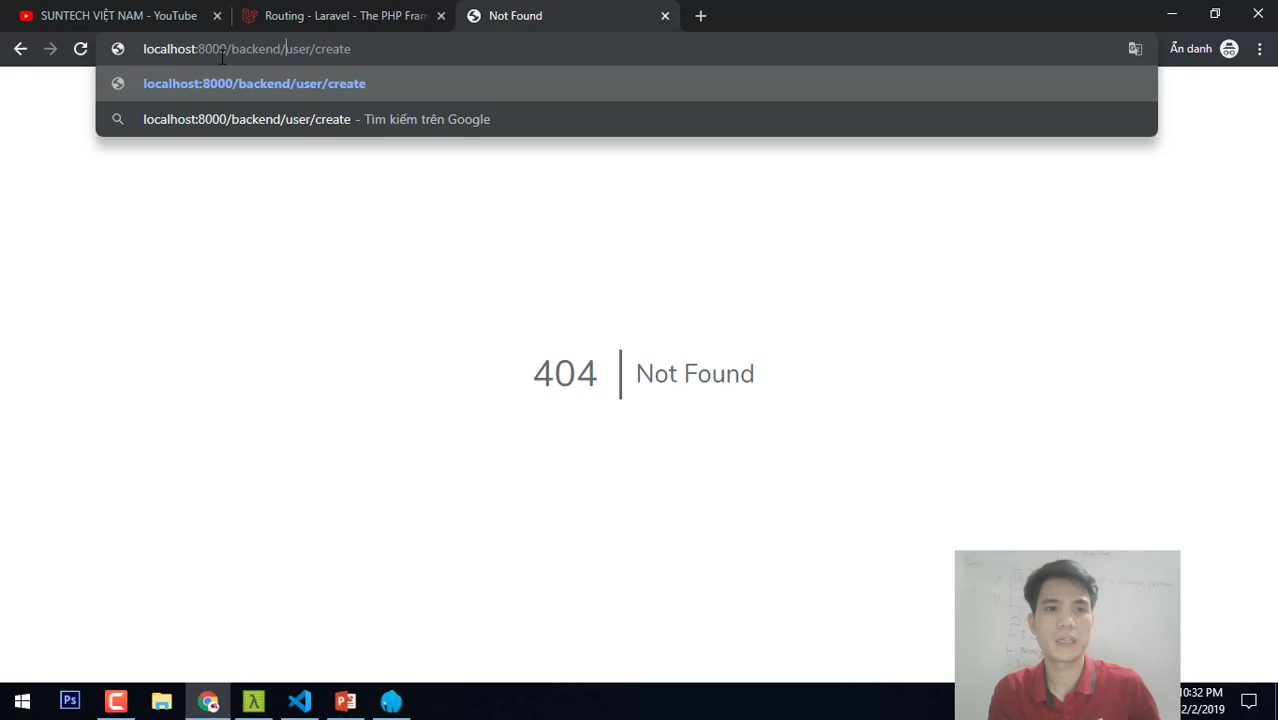 SUNTECH VIỆT NAM - YouTube
Routing - Laravel - The PHP Fram
Not Found
localhost:8000/backend/user/create
Ẩn danh
localhost:8000/backend/user/create
localhost:8000/backend/user/create - Tìm kiếm trên Google
404
Not Found
Ps
λ
10:32 PM
2/2/2019